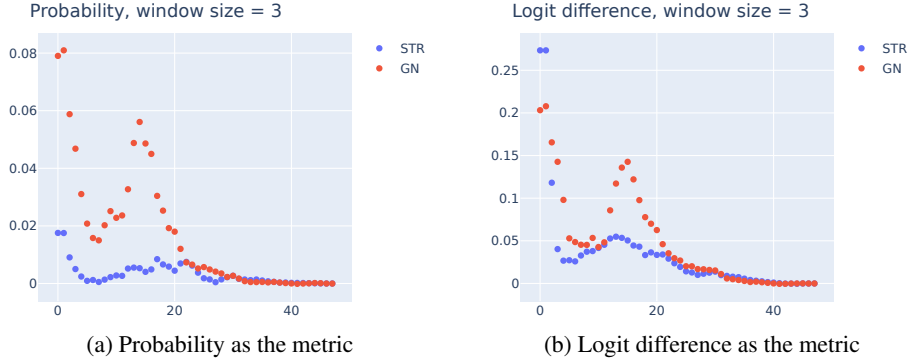 Probability, window size = 3
STR
GN
0.08
0.06
0.04
0.02
0
0
20
40
(a) Probability as the metric
Logit difference, window size = 3
STR
GN
0.25
0.2
0.15
0.1
0.05
0
0
20
40
(b) Logit difference as the metric